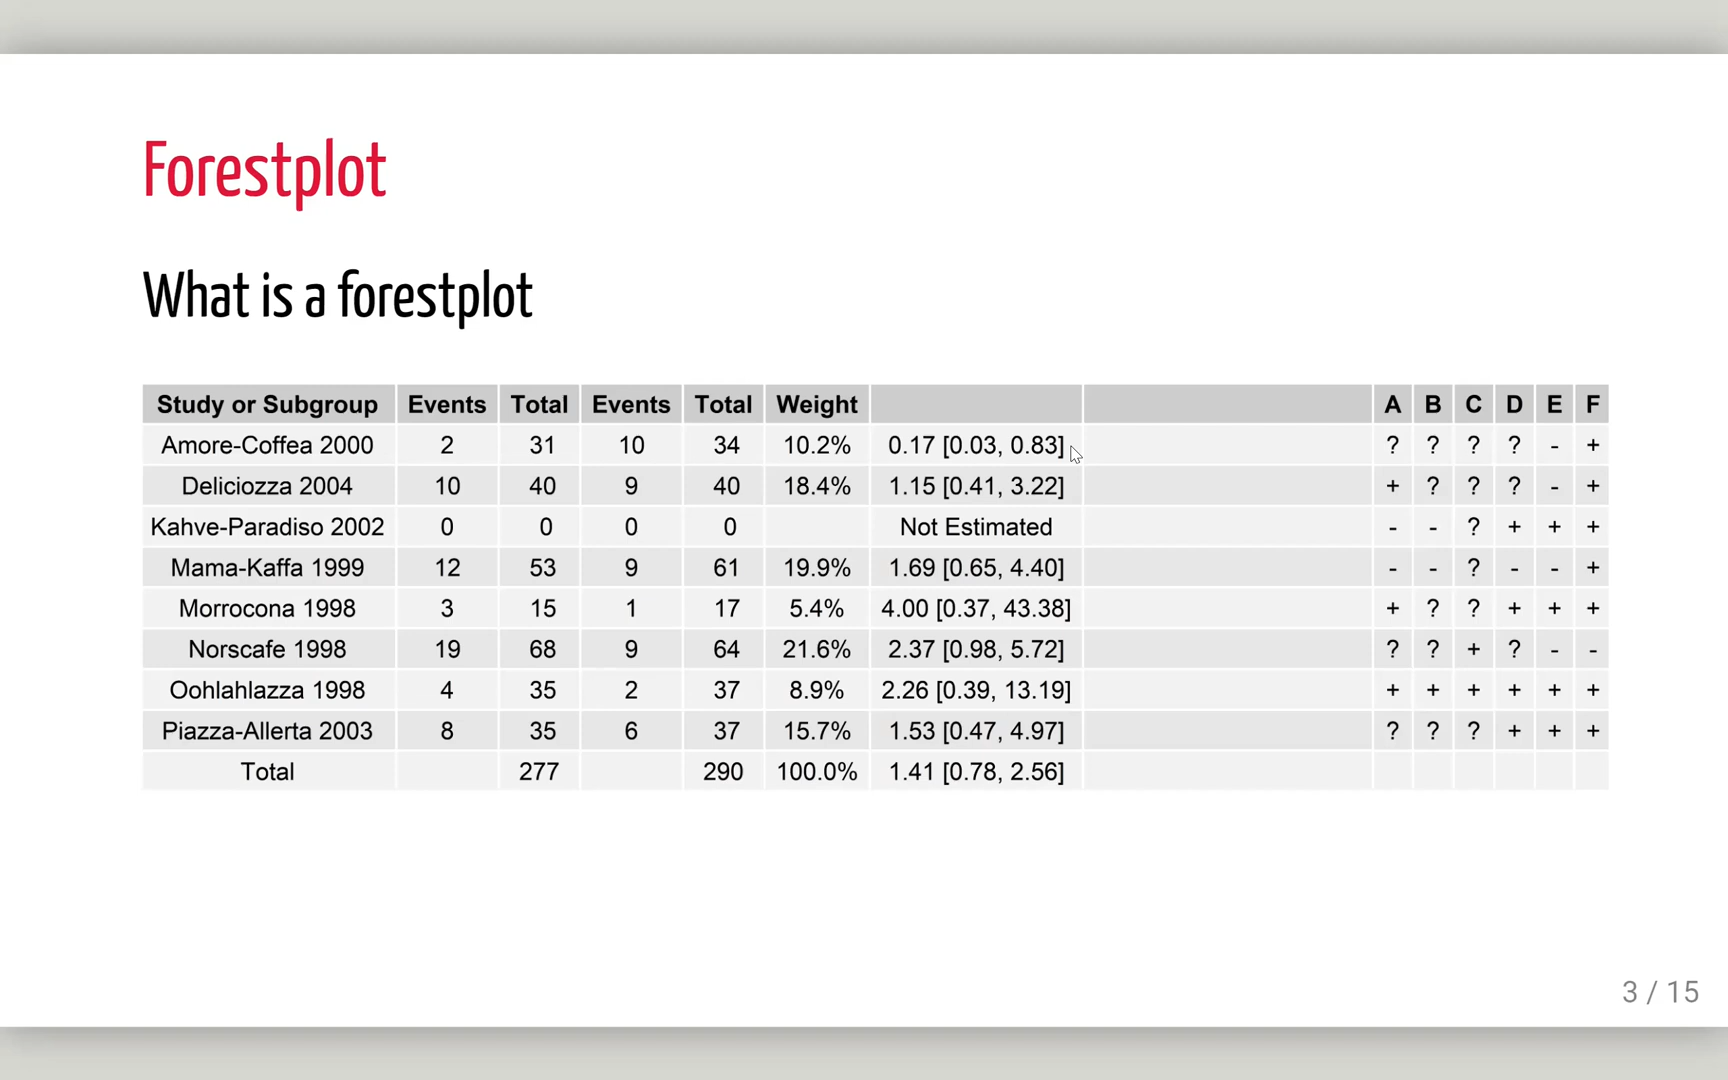 Forestplot
What is a forestplot
Study or Subgroup Events Total Events Total Weight A B C D E F
Amore-Coffea 2000 2 31 10 34 10.2% 0.17 [0.03, 0.83] ? ? ? ? - +
Deliciozza 2004 10 40 9 40 18.4% 1.15 [0.41, 3.22] + ? ? ? - +
Kahve-Paradiso 2002 0 0 0 0 Not Estimated - - ? + + +
Mama-Kaffa 1999 12 53 9 61 19.9% 1.69 [0.65, 4.40] - - ? - - +
Morrocona 1998 3 15 1 17 5.4% 4.00 [0.37, 43.38] + ? ? + + +
Norscafe 1998 19 68 9 64 21.6% 2.37 [0.98, 5.72] ? ? + ? - -
Oohlahlazza 1998 4 35 2 37 8.9% 2.26 [0.39, 13.19] + + + + + +
Piazza-Allerta 2003 8 35 6 37 15.7% 1.53 [0.47, 4.97] ? ? ? + + +
Total 277 290 100.0% 1.41 [0.78, 2.56]
3 / 15